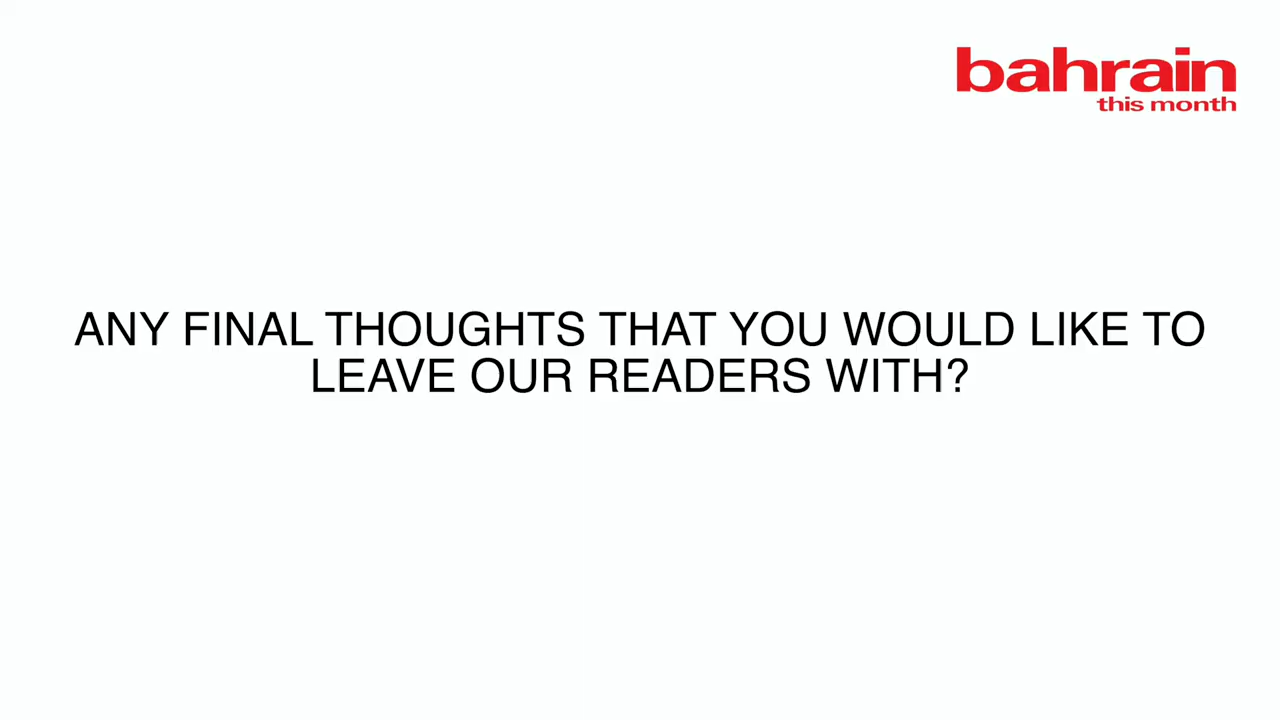 bahrain
this month
ANY FINAL THOUGHTS THAT YOU WOULD LIKE TO
LEAVE OUR READERS WITH?